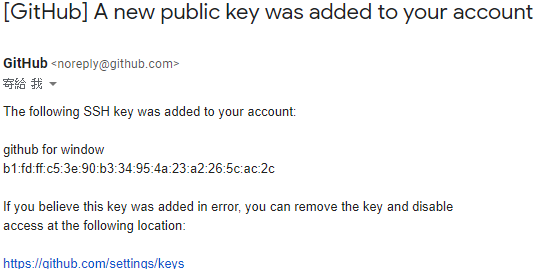 [GitHub] A new public key was added to your account
GitHub <noreply@github.com>
寄給 我
The following SSH key was added to your account:
github for window
b1:fd:ff:c5:3e:90:b3:34:95:4a:23:a2:26:5c:ac:2c
If you believe this key was added in error, you can remove the key and disable
access at the following location:
https://github.com/settings/keys